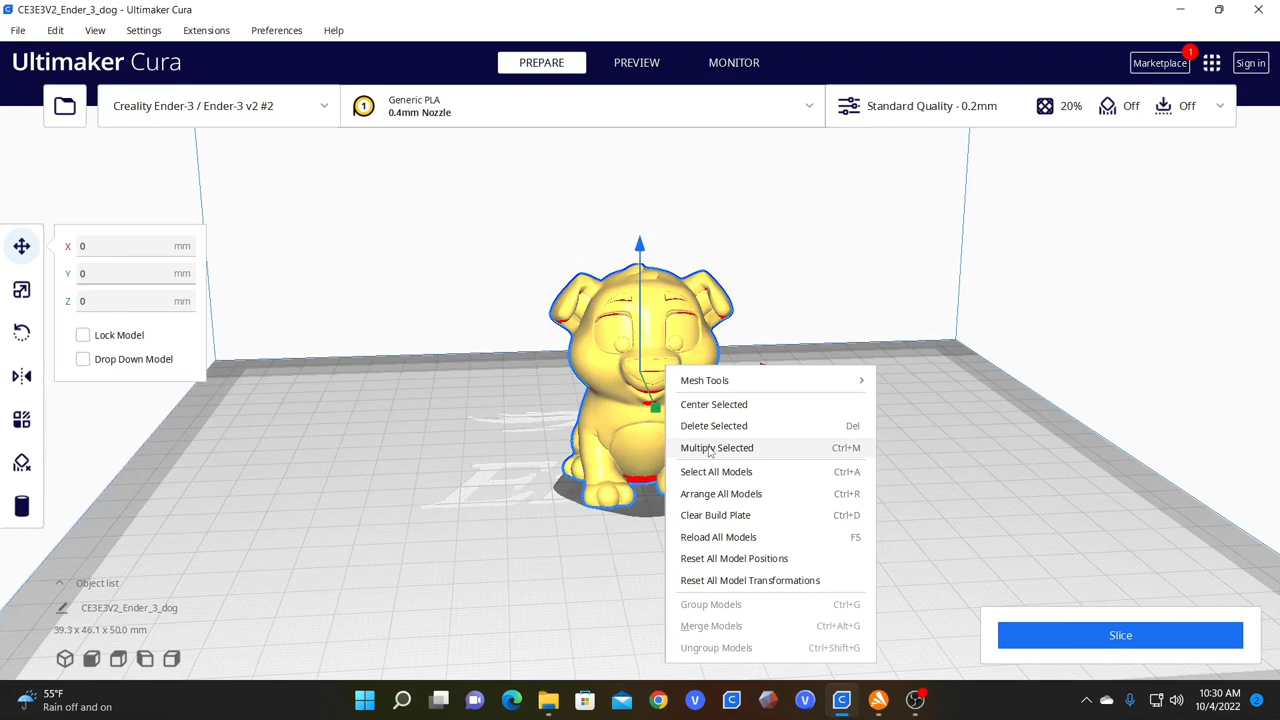 CE3E3V2_Ender_3_dog - Ultimaker Cura
File Edit View Settings Extensions Preferences Help
Ultimaker Cura
PREPARE PREVIEW MONITOR
Marketplace 1 Sign in
Creality Ender-3 / Ender-3 v2 #2
1 Generic PLA
0.4mm Nozzle
Standard Quality - 0.2mm 20% Off Off
X 0 mm
Y 0 mm
Z 0 mm
Lock Model
Drop Down Model
Mesh Tools
Center Selected
Delete Selected Del
Multiply Selected Ctrl+M
Select All Models Ctrl+A
Arrange All Models Ctrl+R
Clear Build Plate Ctrl+D
Reload All Models F5
Reset All Model Positions
Reset All Model Transformations
Group Models Ctrl+G
Merge Models Ctrl+Alt+G
Ungroup Models Ctrl+Shift+G
Object list
CE3E3V2_Ender_3_dog
39.3 x 46.1 x 50.0 mm
Slice
55°F
Rain off and on
10:30 AM
10/4/2022
2